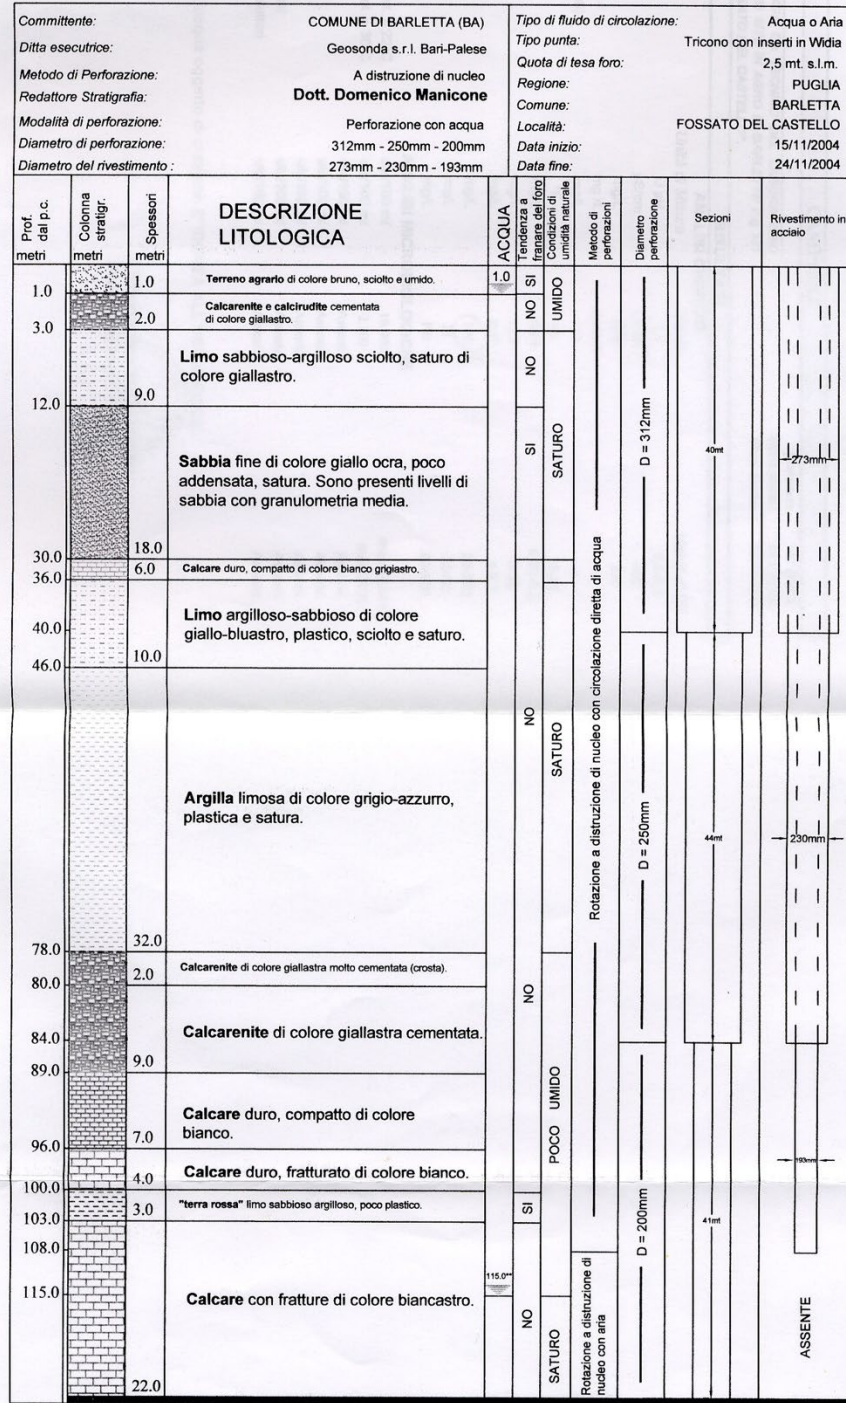 Committente: COMUNE DI BARLETTA (BA)
Ditta esecutrice: Geosonda s.r.l. Bari-Palese
Metodo di Perforazione: A distruzione di nucleo
Redattore Stratigrafia: Dott. Domenico Manicone
Modalità di perforazione: Perforazione con acqua
Diametro di perforazione: 312mm - 250mm - 200mm
Diametro del rivestimento : 273mm - 230mm - 193mm
Tipo di fluido di circolazione: Acqua o Aria
Tipo punta: Tricono con inserti in Widia
Quota di tesa foro: 2,5 mt. s.l.m.
Regione: PUGLIA
Comune: BARLETTA
Località: FOSSATO DEL CASTELLO
Data inizio: 15/11/2004
Data fine: 24/11/2004
Prof. dal p.c.
metri
Colonna stratigr.
metri
Spessori
metri
DESCRIZIONE
LITOLOGICA
ACQUA
Tendenza a franare del foro
Condizioni di umidità naturale
Metodo di perforazioni
Diametro perforazione
Sezioni
Rivestimento in
acciaio
1.0
1.0
Terreno agrario di colore bruno, sciolto e umido.
1.0
SI
3.0
2.0
Calcarenite e calcirudite cementata
di colore giallastro.
NO
UMIDO
12.0
9.0
Limo sabbioso-argilloso sciolto, saturo di
colore giallastro.
NO
30.0
18.0
Sabbia fine di colore giallo ocra, poco
addensata, satura. Sono presenti livelli di
sabbia con granulometria media.
SI
SATURO
D = 312mm
40mt
273mm
36.0
6.0
Calcare duro, compatto di colore bianco grigiastro.
40.0
46.0
10.0
Limo argilloso-sabbioso di colore
giallo-bluastro, plastico, sciolto e saturo.
Rotazione a distruzione di nucleo con circolazione diretta di acqua
78.0
32.0
Argilla limosa di colore grigio-azzurro,
plastica e satura.
NO
SATURO
D = 250mm
44mt
230mm
80.0
2.0
Calcarenite di colore giallastra molto cementata (crosta).
84.0
89.0
9.0
Calcarenite di colore giallastra cementata.
NO
96.0
7.0
Calcare duro, compatto di colore
bianco.
POCO UMIDO
193mm
100.0
4.0
Calcare duro, fratturato di colore bianco.
103.0
3.0
"terra rossa" limo sabbioso argilloso, poco plastico.
SI
D = 200mm
41mt
108.0
115.0
115.0**
22.0
Calcare con fratture di colore biancastro.
NO
SATURO
Rotazione a distruzione di
nucleo con aria
ASSENTE